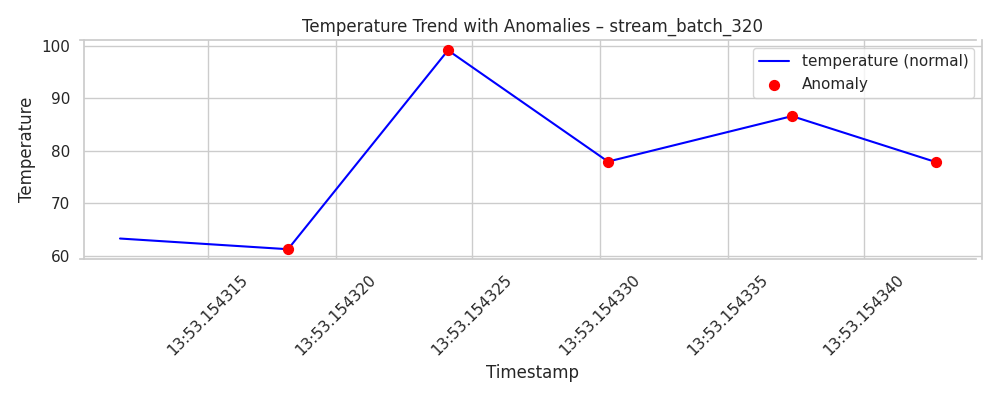 Temperature Trend with Anomalies – stream_batch_320
temperature (normal)
Anomaly
Temperature
100
90
80
70
60
13:53.154315
13:53.154320
13:53.154325
13:53.154330
13:53.154335
13:53.154340
Timestamp